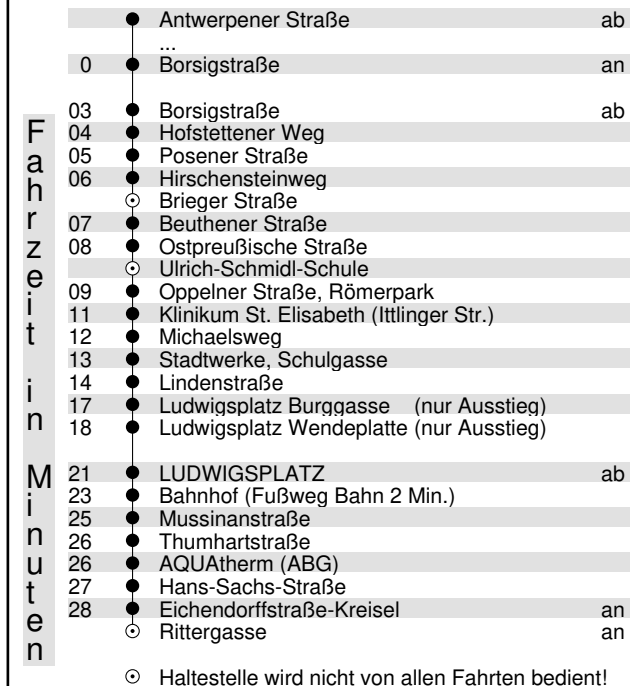 Antwerpener Straße ab
...
0 Borsigstraße an
03 Borsigstraße ab
04 Hofstettener Weg
05 Posener Straße
06 Hirschensteinweg
Brieger Straße
07 Beuthener Straße
08 Ostpreußische Straße
Ulrich-Schmidl-Schule
09 Oppelner Straße, Römerpark
11 Klinikum St. Elisabeth (Ittlinger Str.)
12 Michaelsweg
13 Stadtwerke, Schulgasse
14 Lindenstraße
17 Ludwigsplatz Burggasse (nur Ausstieg)
18 Ludwigsplatz Wendeplatte (nur Ausstieg)
21 LUDWIGSPLATZ ab
23 Bahnhof (Fußweg Bahn 2 Min.)
25 Mussinanstraße
26 Thumhartstraße
26 AQUAtherm (ABG)
27 Hans-Sachs-Straße
28 Eichendorffstraße-Kreisel an
Rittergasse an
☉ Haltestelle wird nicht von allen Fahrten bedient!
Fahrzeit in Minuten